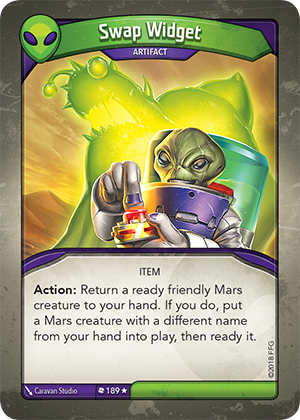 Swap Widget
ARTIFACT
ITEM
Action: Return a ready friendly Mars
creature to your hand. If you do, put
a Mars creature with a different name
from your hand into play, then ready it.
©2018 FFG
Caravan Studio
189 ★